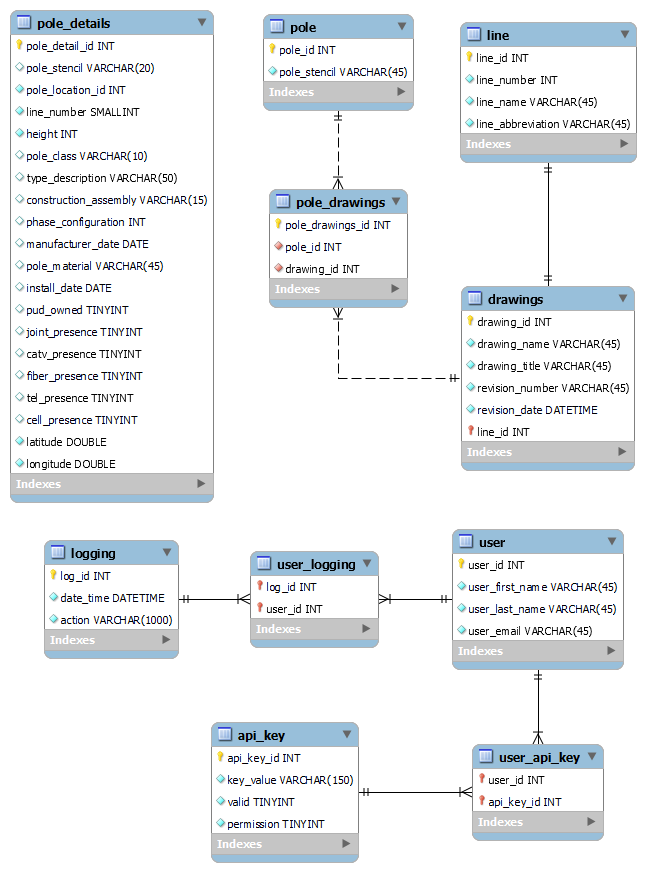 pole_details
pole_detail_id INT
pole_stencil VARCHAR(20)
pole_location_id INT
line_number SMALLINT
height INT
pole_class VARCHAR(10)
type_description VARCHAR(50)
construction_assembly VARCHAR(15)
phase_configuration INT
manufacturer_date DATE
pole_material VARCHAR(45)
install_date DATE
pud_owned TINYINT
joint_presence TINYINT
catv_presence TINYINT
fiber_presence TINYINT
tel_presence TINYINT
cell_presence TINYINT
latitude DOUBLE
longitude DOUBLE
Indexes
pole
pole_id INT
pole_stencil VARCHAR(45)
Indexes
line
line_id INT
line_number INT
line_name VARCHAR(45)
line_abbreviation VARCHAR(45)
Indexes
pole_drawings
pole_drawings_id INT
pole_id INT
drawing_id INT
Indexes
drawings
drawing_id INT
drawing_name VARCHAR(45)
drawing_title VARCHAR(45)
revision_number VARCHAR(45)
revision_date DATETIME
line_id INT
Indexes
logging
log_id INT
date_time DATETIME
action VARCHAR(1000)
Indexes
user_logging
log_id INT
user_id INT
Indexes
user
user_id INT
user_first_name VARCHAR(45)
user_last_name VARCHAR(45)
user_email VARCHAR(45)
Indexes
api_key
api_key_id INT
key_value VARCHAR(150)
valid TINYINT
permission TINYINT
Indexes
user_api_key
user_id INT
api_key_id INT
Indexes